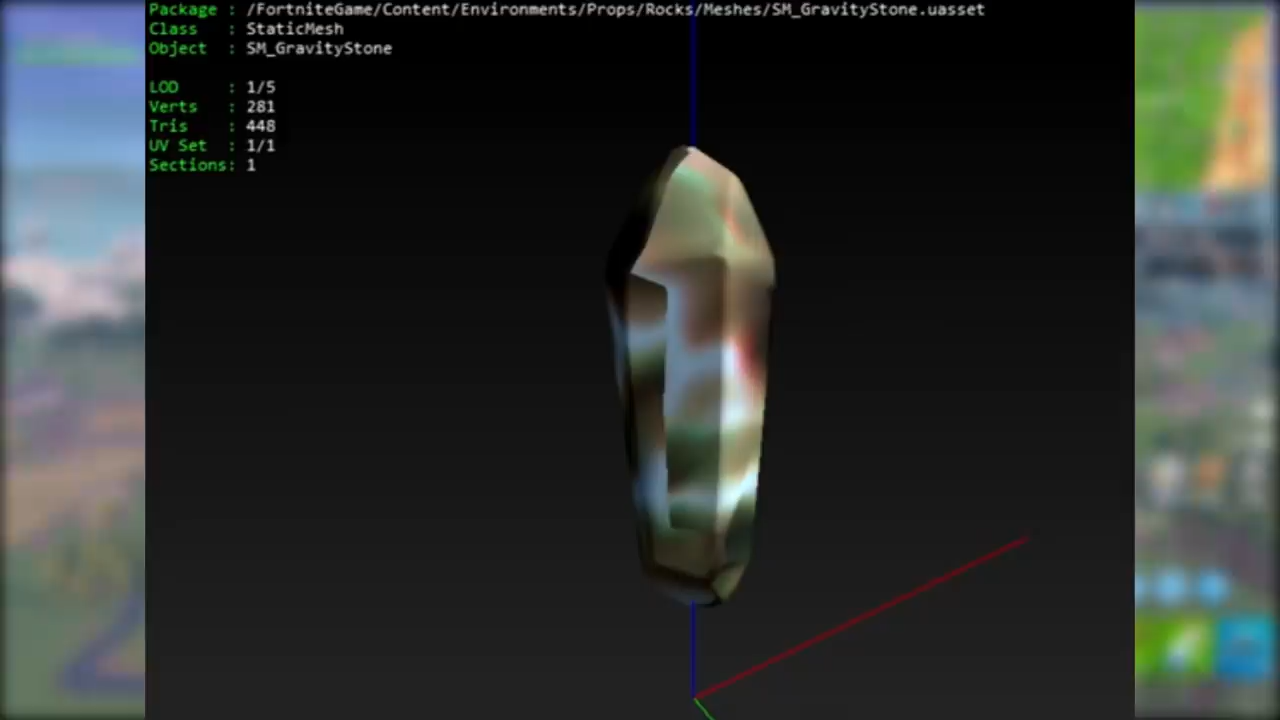 Package : /FortniteGame/Content/Environments/Props/Rocks/Meshes/SM_GravityStone.uasset
Class : StaticMesh
Object : SM_GravityStone
LOD : 1/5
Verts : 281
Tris : 448
UV Set : 1/1
Sections: 1